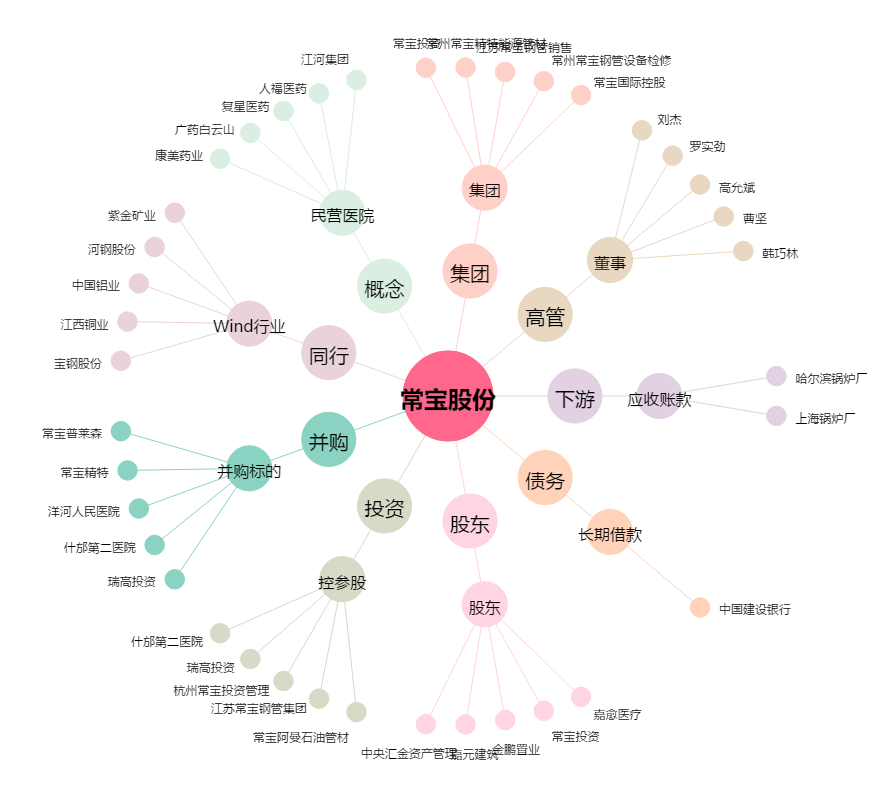 常宝投资
常州常宝精特能源管材
江苏常宝钢管销售
常州常宝钢管设备检修
常宝国际控股
江河集团
人福医药
复星医药
广药白云山
康美药业
刘杰
罗实劲
高允斌
曹坚
韩巧林
集团
民营医院
紫金矿业
河钢股份
中国铝业
江西铜业
宝钢股份
董事
集团
概念
高管
Wind行业
同行
常宝股份
下游
应收账款
哈尔滨锅炉厂
上海锅炉厂
并购
并购标的
常宝普莱森
常宝精特
洋河人民医院
什邡第二医院
瑞高投资
投资
债务
股东
长期借款
中国建设银行
控参股
股东
什邡第二医院
瑞高投资
杭州常宝投资管理
江苏常宝钢管集团
常宝阿曼石油管材
中央汇金资产管理
嘉元建筑
金鹏置业
常宝投资
嘉愈医疗